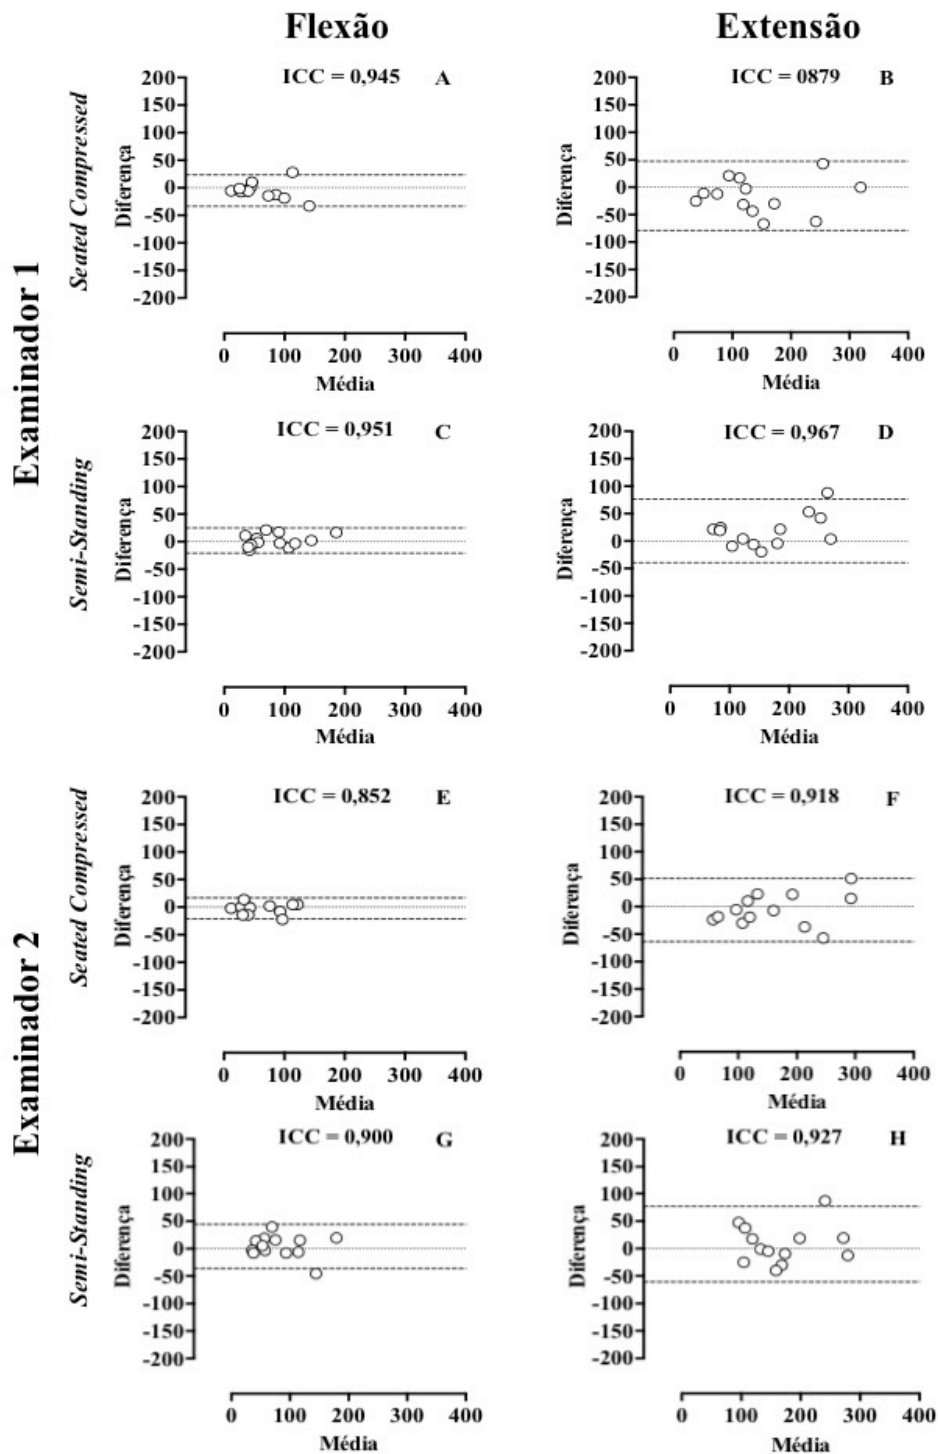 Flexão
Extensão
Examinador 1
Seated Compressed
ICC = 0,945
A
Diferença
200
150
100
50
0
-50
-100
-150
-200
0 100 200 300 400
Média
ICC = 0879
B
Diferença
200
150
100
50
0
-50
-100
-150
-200
0 100 200 300 400
Média
Semi-Standing
ICC = 0,951
C
Diferença
200
150
100
50
0
-50
-100
-150
-200
0 100 200 300 400
Média
ICC = 0,967
D
Diferença
200
150
100
50
0
-50
-100
-150
-200
0 100 200 300 400
Média
Examinador 2
Seated Compressed
ICC = 0,852
E
Diferença
200
150
100
50
0
-50
-100
-150
-200
0 100 200 300 400
Média
ICC = 0,918
F
Diferença
200
150
100
50
0
-50
-100
-150
-200
0 100 200 300 400
Média
Semi-Standing
ICC = 0,900
G
Diferença
200
150
100
50
0
-50
-100
-150
-200
0 100 200 300 400
Média
ICC = 0,927
H
Diferença
200
150
100
50
0
-50
-100
-150
-200
0 100 200 300 400
Média